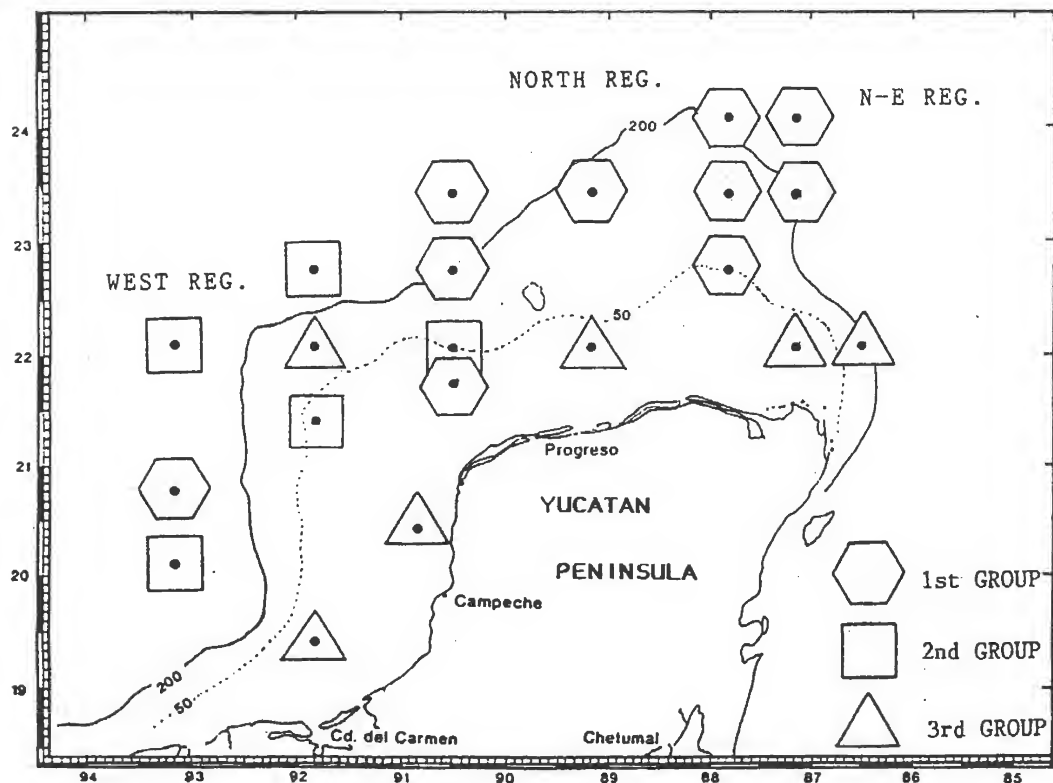 NORTH REG.
N-E REG.
24
200
23
WEST REG.
50
22
21
Progreso
YUCATAN
PENINSULA
20
Campeche
1st GROUP
2nd GROUP
19
200
50
3rd GROUP
Cd. del Carmen
Chetumal
94 93 92 91 90 89 88 87 86 85